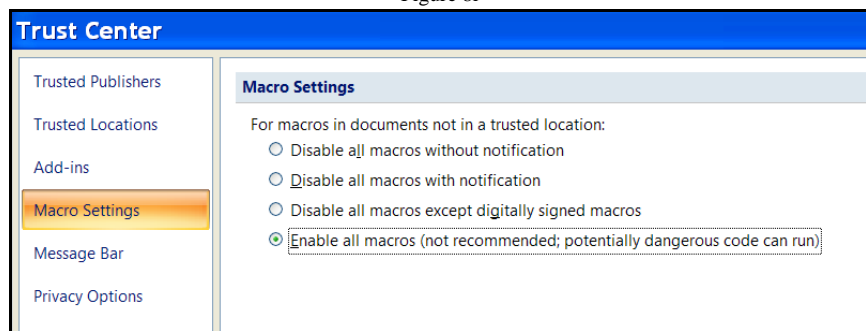 Trust Center
Trusted Publishers
Trusted Locations
Add-ins
Macro Settings
Message Bar
Privacy Options
Macro Settings
For macros in documents not in a trusted location:
Disable all macros without notification
Disable all macros with notification
Disable all macros except digitally signed macros
Enable all macros (not recommended; potentially dangerous code can run)